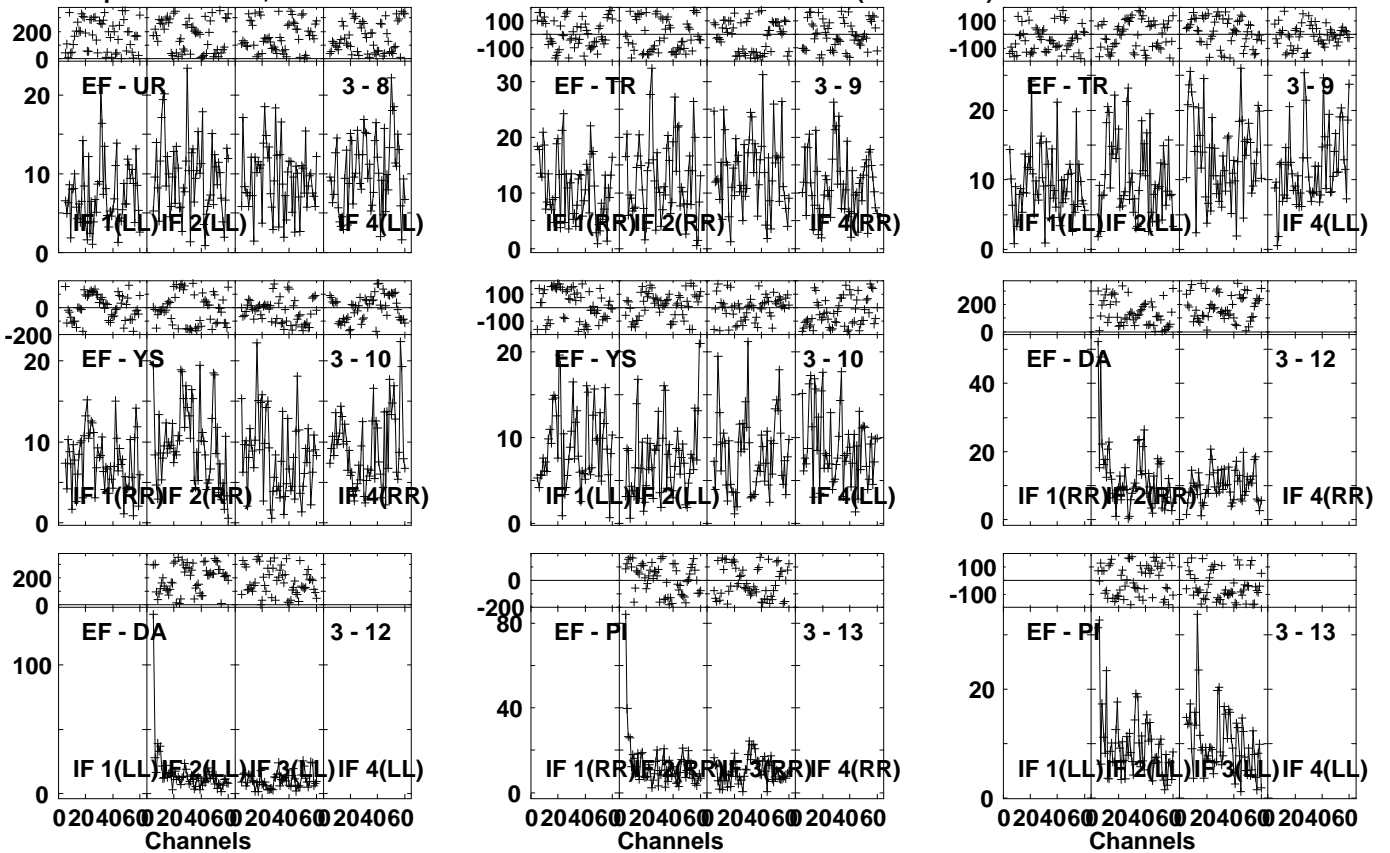 200
0
100
-100
100
-100
EF - UR 3 - 8
20
10
0
IF 1(LL) IF 2(LL) IF 4(LL)
EF - TR 3 - 9
30
20
10
0
IF 1(RR) IF 2(RR) IF 4(RR)
EF - TR 3 - 9
20
10
0
IF 1(LL) IF 2(LL) IF 4(LL)
0
-200
100
-100
200
0
EF - YS 3 - 10
20
10
0
IF 1(RR) IF 2(RR) IF 4(RR)
EF - YS 3 - 10
20
10
0
IF 1(LL) IF 2(LL) IF 4(LL)
EF - DA 3 - 12
40
20
0
IF 1(RR) IF 2(RR) IF 4(RR)
200
0
0
-200
100
-100
EF - DA 3 - 12
100
0
IF 1(LL) IF 2(LL) IF 3(LL) IF 4(LL)
0 20 40 60 0 20 40 60 0 20 40 60 0 20 40 60
Channels
EF - PI 3 - 13
80
40
0
IF 1(RR) IF 2(RR) IF 3(RR) IF 4(RR)
0 20 40 60 0 20 40 60 0 20 40 60 0 20 40 60
Channels
EF - PI 3 - 13
20
0
IF 1(LL) IF 2(LL) IF 3(LL) IF 4(LL)
0 20 40 60 0 20 40 60 0 20 40 60 0 20 40 60
Channels